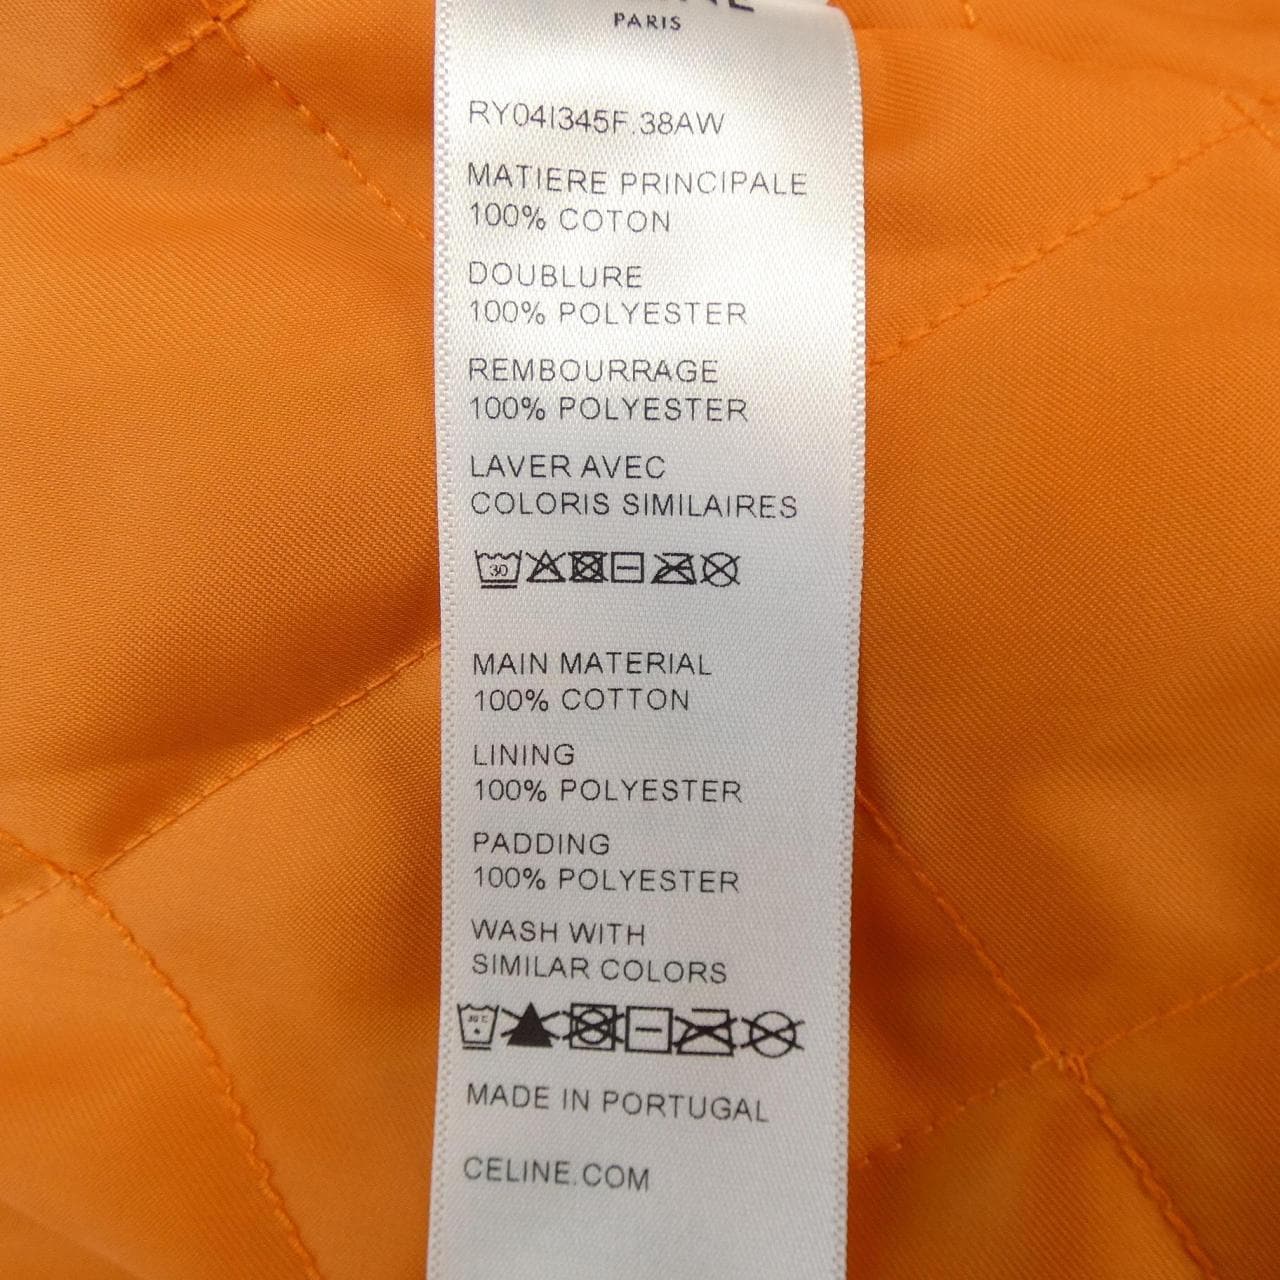 PARIS
RY04I345F.38AW
MATIERE PRINCIPALE
100% COTON
DOUBLURE
100% POLYESTER
REMBOURRAGE
100% POLYESTER
LAVER AVEC
COLORIS SIMILAIRES
30
MAIN MATERIAL
100% COTTON
LINING
100% POLYESTER
PADDING
100% POLYESTER
WASH WITH
SIMILAR COLORS
MADE IN PORTUGAL
CELINE.COM